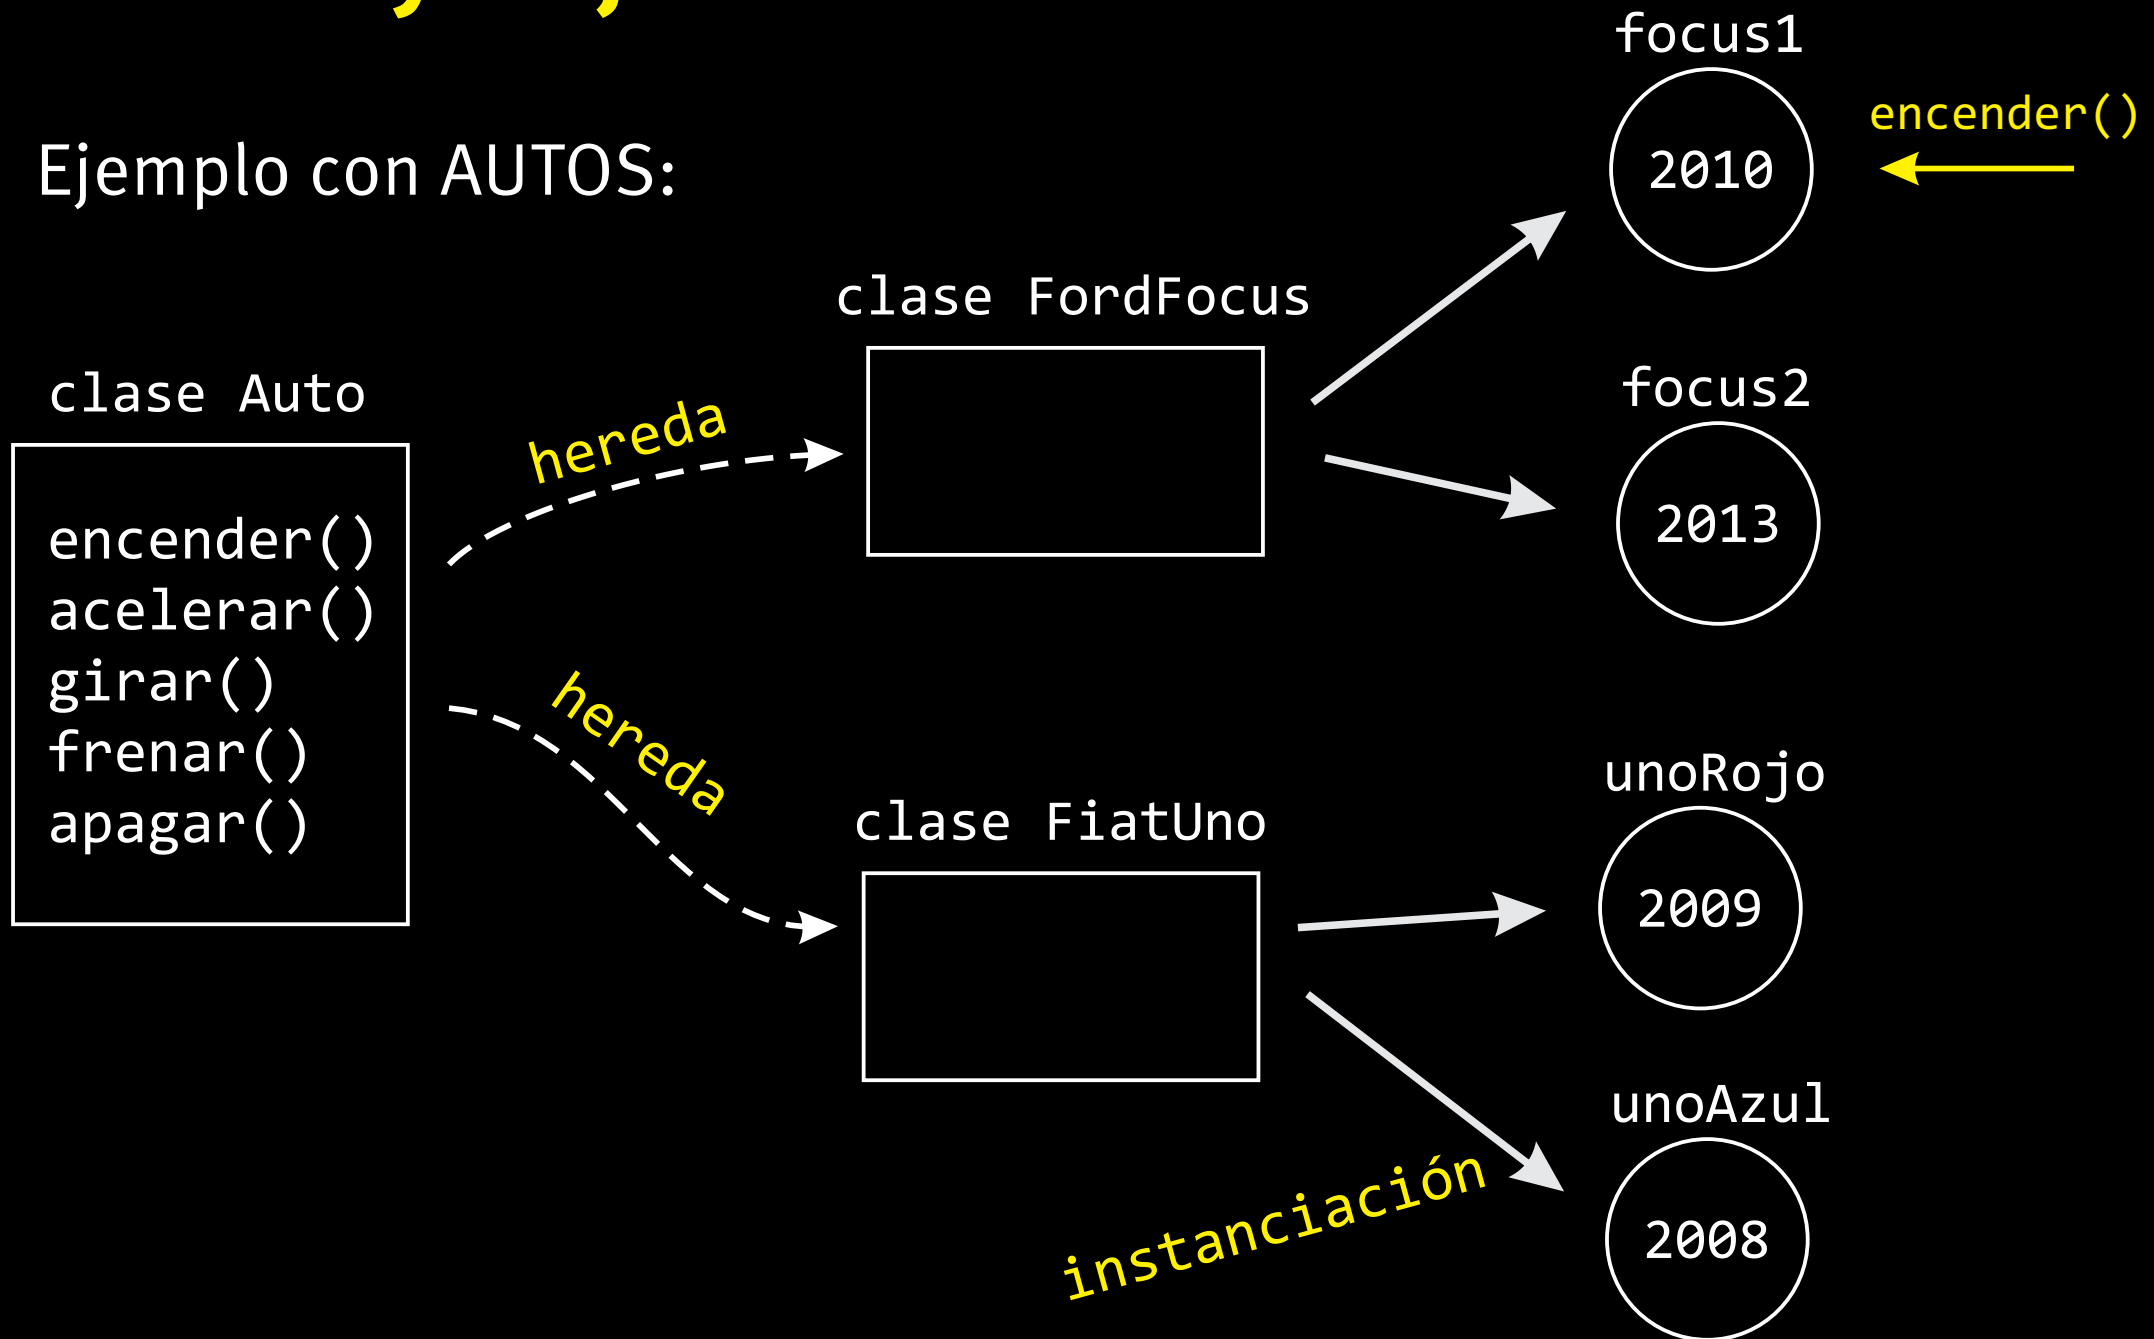 Ejemplo con AUTOS:
clase Auto
encender()
acelerar()
girar()
frenar()
apagar()
hereda
hereda
clase FordFocus
clase FiatUno
instanciación
focus1
2010
encender()
focus2
2013
unoRojo
2009
unoAzul
2008